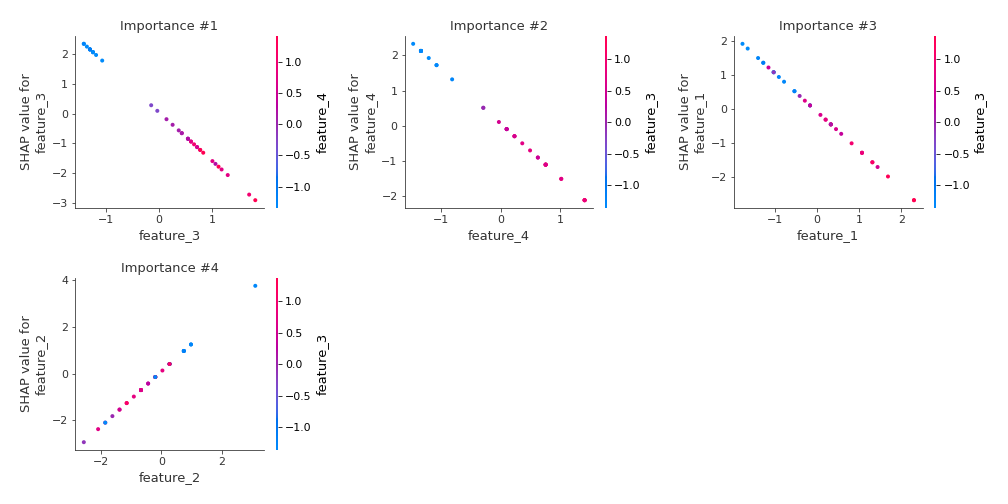 Importance #1
SHAP value for
feature_3
2
1
0
−1
−2
−3
−1
0
1
feature_3
1.0
0.5
0.0
−0.5
−1.0
feature_4
Importance #2
SHAP value for
feature_4
2
1
0
−1
−2
−1
0
1
feature_4
1.0
0.5
0.0
−0.5
−1.0
feature_3
Importance #3
SHAP value for
feature_1
2
1
0
−1
−2
−1
0
1
2
feature_1
1.0
0.5
0.0
−0.5
−1.0
feature_3
Importance #4
SHAP value for
feature_2
4
2
0
−2
−2
0
2
feature_2
1.0
0.5
0.0
−0.5
−1.0
feature_3